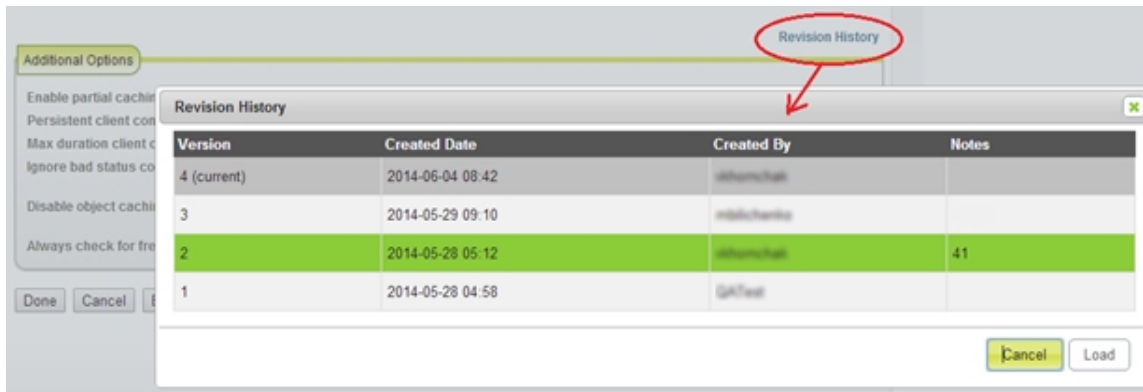 Revision History
Additional Options
Enable partial cachin
Persistent client con
Max duration client c
Ignore bad status co
Disable object cachi
Always check for fre
Done Cancel
Revision History
Version Created Date Created By Notes
4 (current) 2014-06-04 08:42
3 2014-05-29 09:10
2 2014-05-28 05:12 41
1 2014-05-28 04:58
Cancel Load